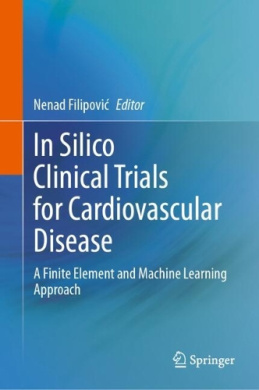 Nenad Filipović Editor
In Silico
Clinical Trials
for Cardiovascular
Disease
A Finite Element and Machine Learning
Approach
Springer